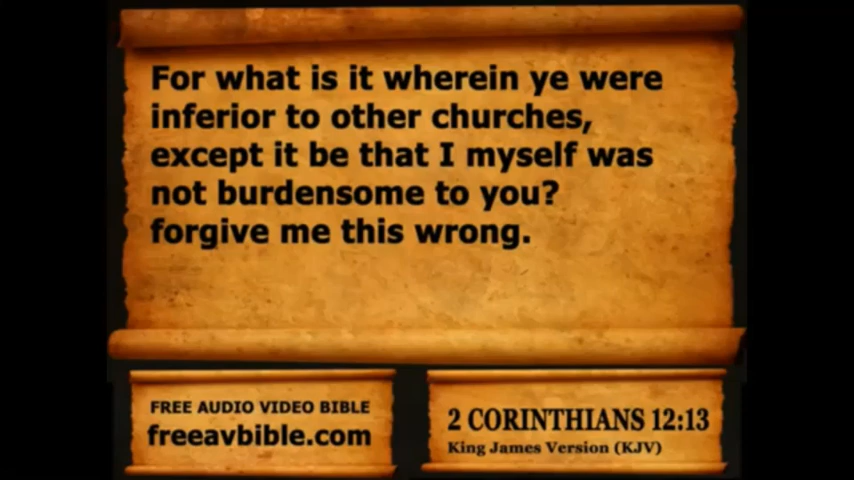 For what is it wherein ye were
inferior to other churches,
except it be that I myself was
not burdensome to you?
forgive me this wrong.
FREE AUDIO VIDEO BIBLE
freeavbible.com
2 CORINTHIANS 12:13
King James Version (KJV)